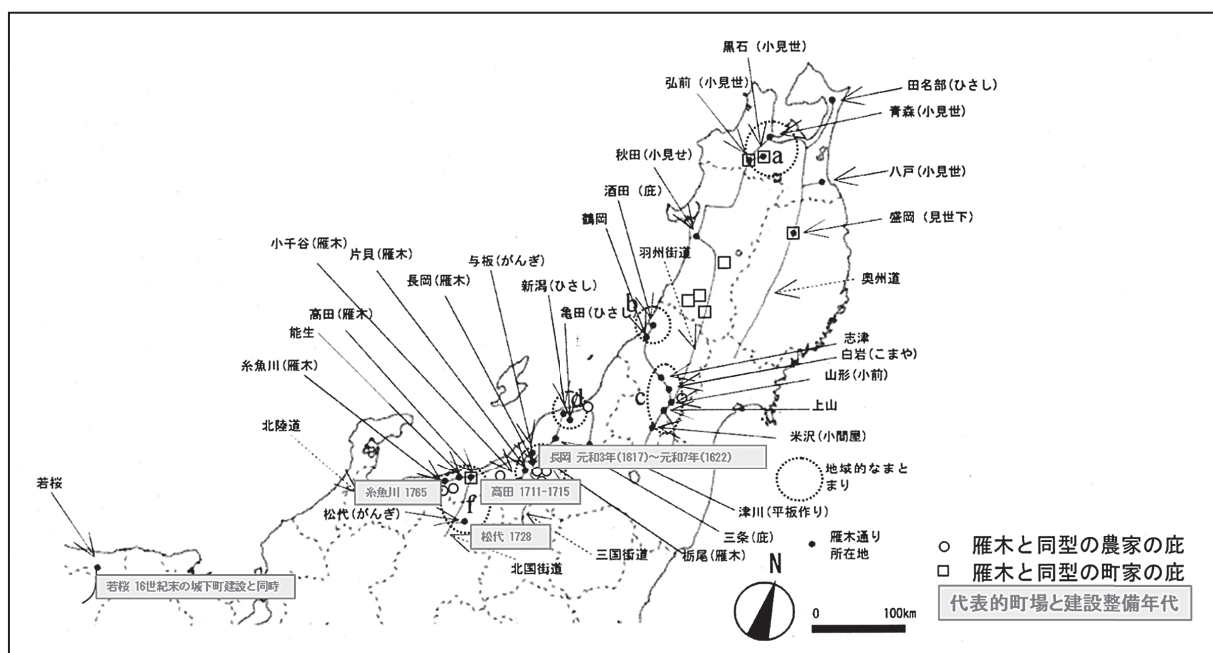 黒石（小見世）
弘前（小見世）
田名部(ひさし)
青森(小見世)
a
秋田(小見せ)
八戸(小見世)
酒田（庇）
鶴岡
盛岡（見世下）
小千谷(雁木)
片貝(雁木)
与板(がんぎ)
羽州街道
長岡(雁木)
新潟(ひさし)
奥州道
b
高田(雁木)
亀田(ひさし)
志津
能生
白岩(こまや)
糸魚川(雁木)
山形(小前)
d
c
上山
北陸道
米沢(小間屋)
長岡 元和3年(1617)～元和7年(1622)
地域的なまと
まり
若桜
糸魚川 1765
高田 1711-1715
f
津川(平板作り)
松代(がんぎ)
松代 1728
三条(庇)
雁木通り
所在地
三国街道
栃尾(雁木)
北国街道
N
○ 雁木と同型の農家の庇
□ 雁木と同型の町家の庇
若桜 16世紀末の城下町建設と同時
代表的町場と建設整備年代
0 100km